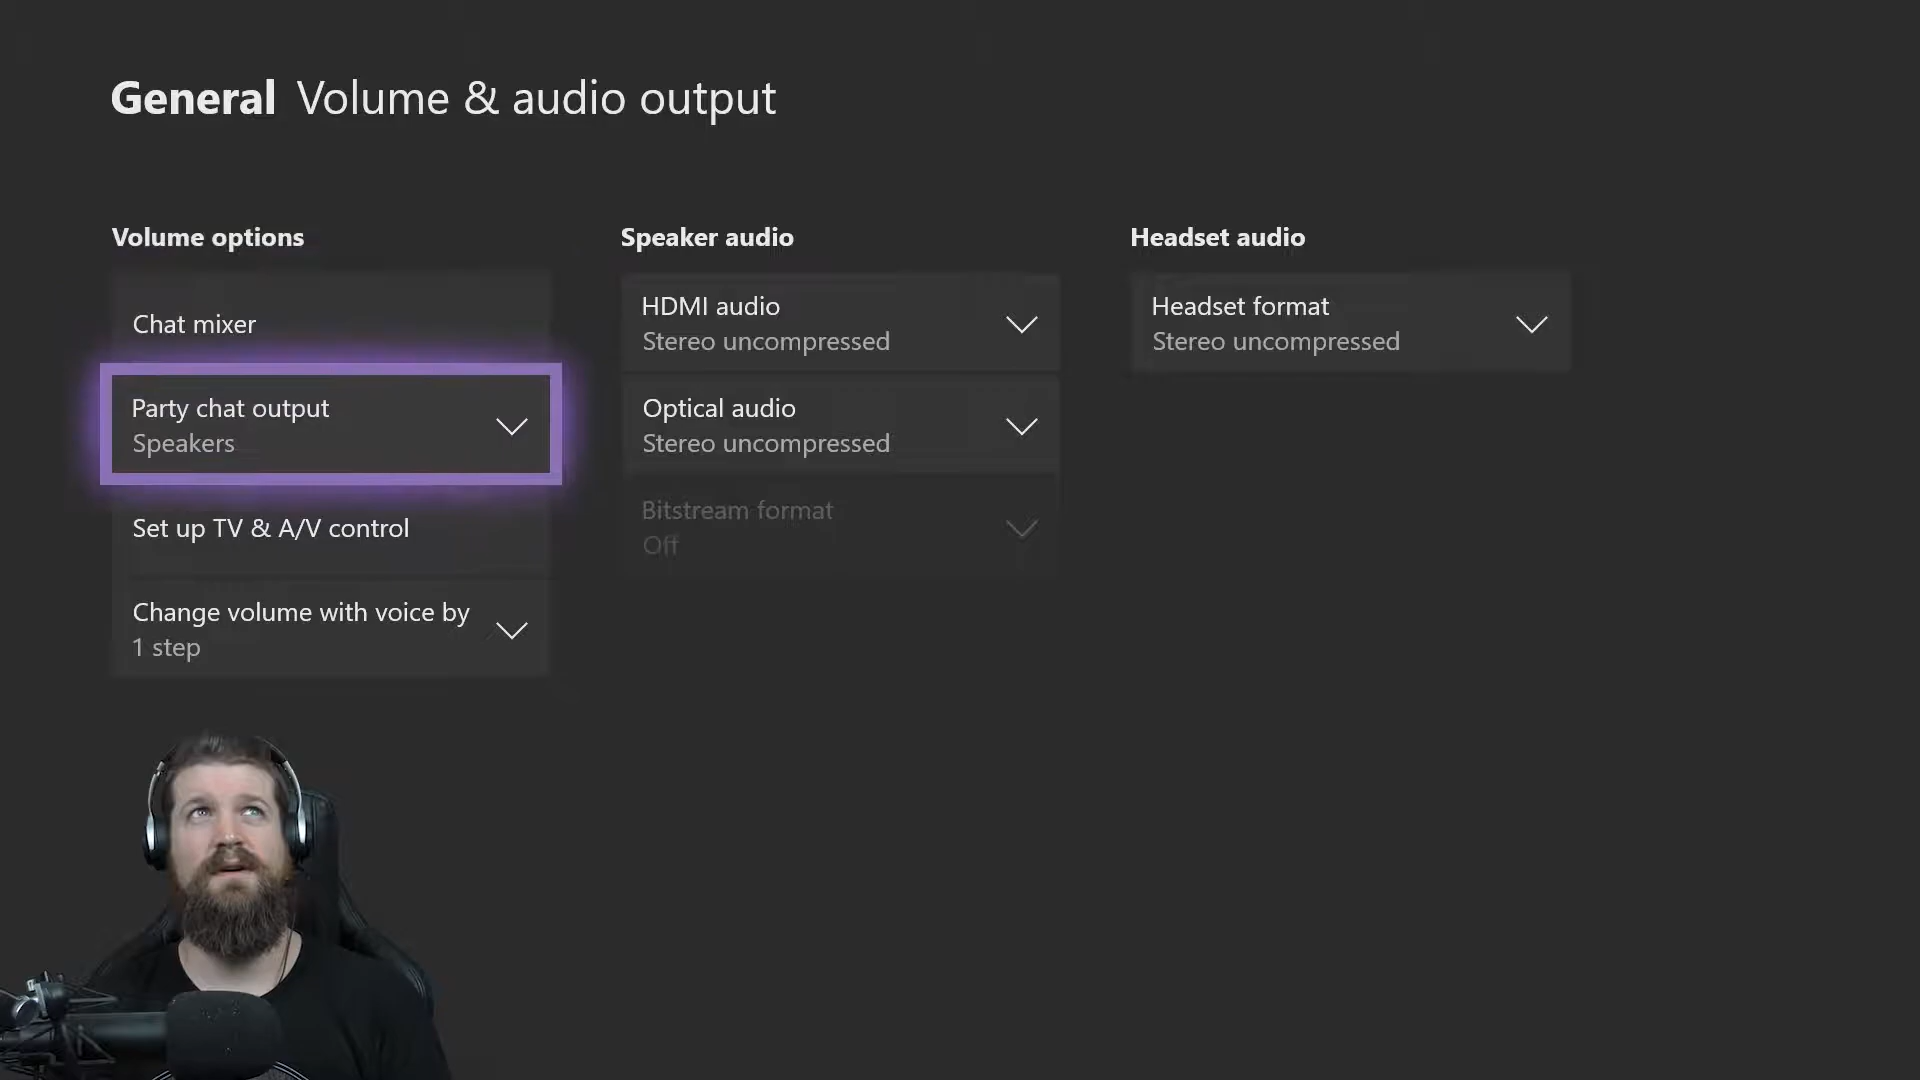 General Volume & audio output
Volume options
Chat mixer
Party chat output
Speakers
Set up TV & A/V control
Change volume with voice by
1 step
Speaker audio
HDMI audio
Stereo uncompressed
Optical audio
Stereo uncompressed
Bitstream format
Off
Headset audio
Headset format
Stereo uncompressed